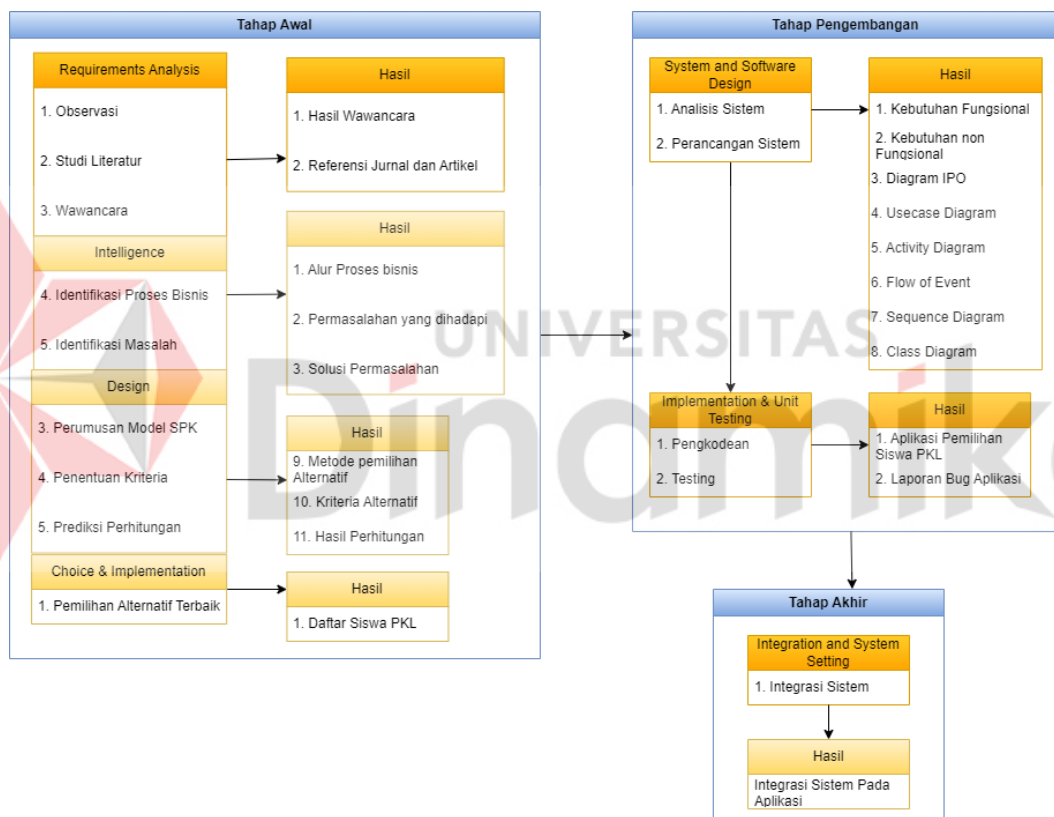 Tahap Awal
Requirements Analysis
1. Observasi
2. Studi Literatur
3. Wawancara
Hasil
1. Hasil Wawancara
2. Referensi Jurnal dan Artikel
Intelligence
4. Identifikasi Proses Bisnis
5. Identifikasi Masalah
Hasil
1. Alur Proses bisnis
2. Permasalahan yang dihadapi
3. Solusi Permasalahan
Design
3. Perumusan Model SPK
4. Penentuan Kriteria
5. Prediksi Perhitungan
Hasil
9. Metode pemilihan
Alternatif
10. Kriteria Alternatif
11. Hasil Perhitungan
Choice & Implementation
1. Pemilihan Alternatif Terbaik
Hasil
1. Daftar Siswa PKL
Tahap Pengembangan
System and Software
Design
1. Analisis Sistem
2. Perancangan Sistem
Hasil
1. Kebutuhan Fungsional
2. Kebutuhan non
Fungsional
3. Diagram IPO
4. Usecase Diagram
5. Activity Diagram
6. Flow of Event
7. Sequence Diagram
8. Class Diagram
Implementation & Unit
Testing
1. Pengkodean
2. Testing
Hasil
1. Aplikasi Pemilihan
Siswa PKL
2. Laporan Bug Aplikasi
Tahap Akhir
Integration and System
Setting
1. Integrasi Sistem
Hasil
Integrasi Sistem Pada
Aplikasi
UNIVERSITAS
Dinamika